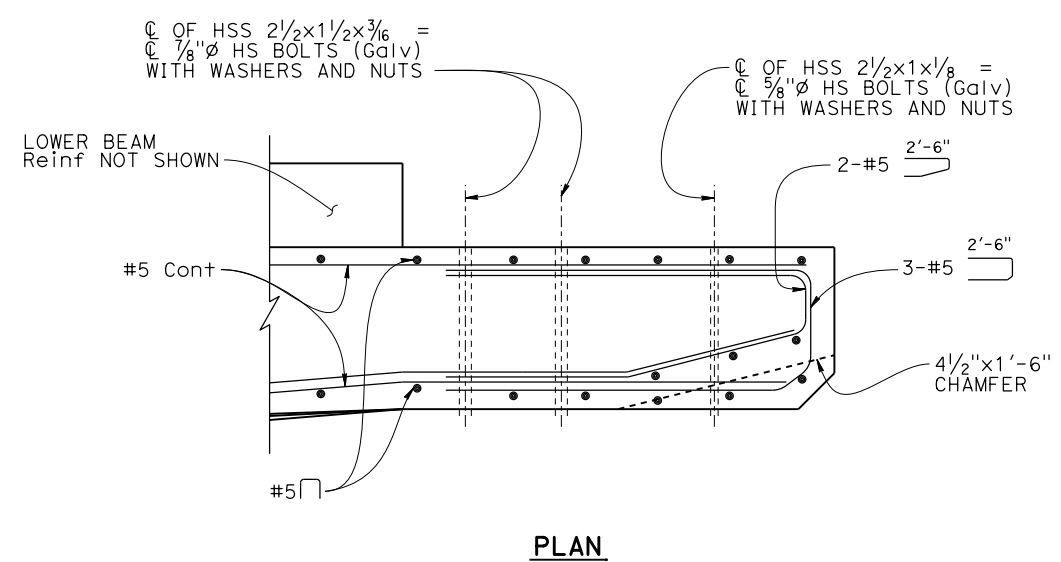 ℄ OF HSS 2½x1½x³⁄₁₆ =
℄ ⅞"Ø HS BOLTS (Galv)
WITH WASHERS AND NUTS
℄ OF HSS 2½x1x⅛ =
℄ ⅝"Ø HS BOLTS (Galv)
WITH WASHERS AND NUTS
LOWER BEAM
Reinf NOT SHOWN
2'-6"
2-#5
2'-6"
#5 Cont
3-#5
4½"x1'-6"
CHAMFER
#5
PLAN